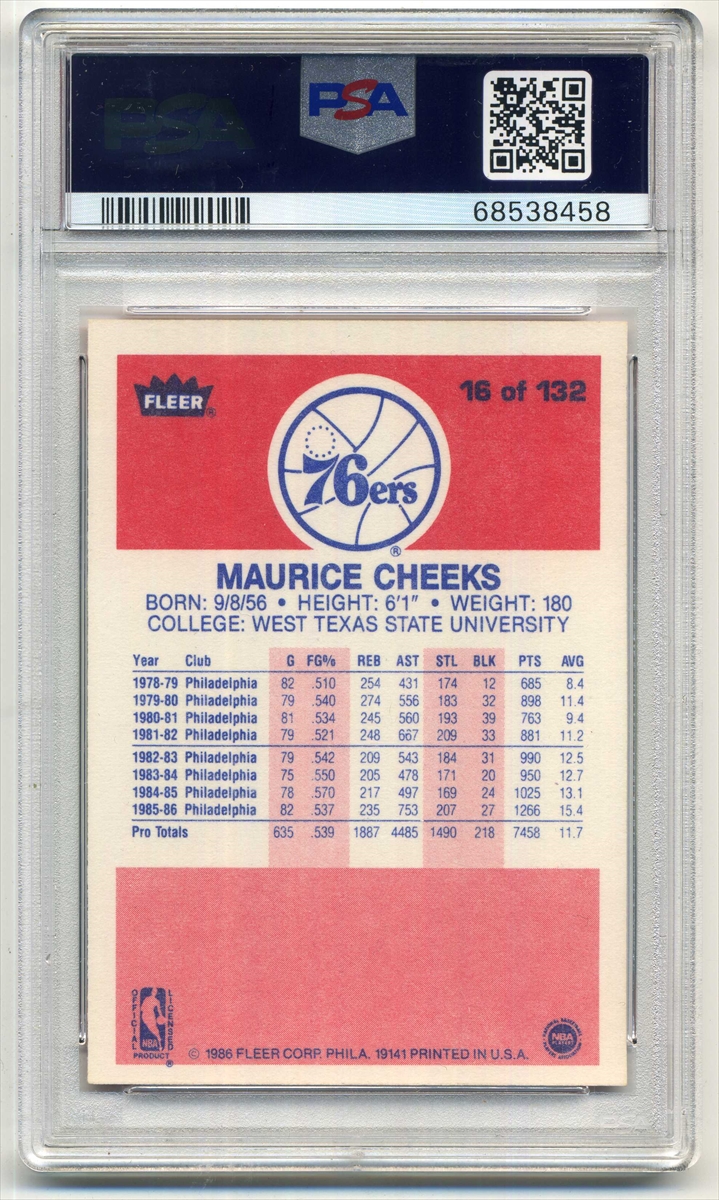 PSA PSA
68538458
FLEER® 16 of 132
76ers
®
MAURICE CHEEKS
BORN: 9/8/56 • HEIGHT: 6'1" • WEIGHT: 180
COLLEGE: WEST TEXAS STATE UNIVERSITY
Year Club G FG% REB AST STL BLK PTS AVG
1978-79 Philadelphia 82 .510 254 431 174 12 685 8.4
1979-80 Philadelphia 79 .540 274 556 183 32 898 11.4
1980-81 Philadelphia 81 .534 245 560 193 39 763 9.4
1981-82 Philadelphia 79 .521 248 667 209 33 881 11.2
1982-83 Philadelphia 79 .542 209 543 184 31 990 12.5
1983-84 Philadelphia 75 .550 205 478 171 20 950 12.7
1984-85 Philadelphia 78 .570 217 497 169 24 1025 13.1
1985-86 Philadelphia 82 .537 235 753 207 27 1266 15.4
Pro Totals 635 .539 1887 4485 1490 218 7458 11.7
OFFICIAL NBA LICENSED
PRODUCT ®
© 1986 FLEER CORP. PHILA. 19141 PRINTED IN U.S.A.
NBA
PLAYERS